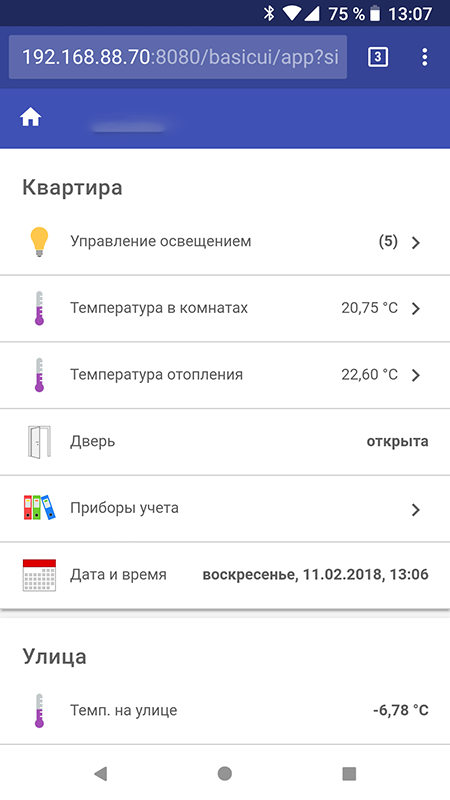 75 % 13:07
192.168.88.70:8080/basicui/app?si 3
Квартира
Управление освещением (5)
Температура в комнатах 20,75 °C
Температура отопления 22,60 °C
Дверь открыта
Приборы учета
Дата и время воскресенье, 11.02.2018, 13:06
Улица
Темп. на улице -6,78 °C